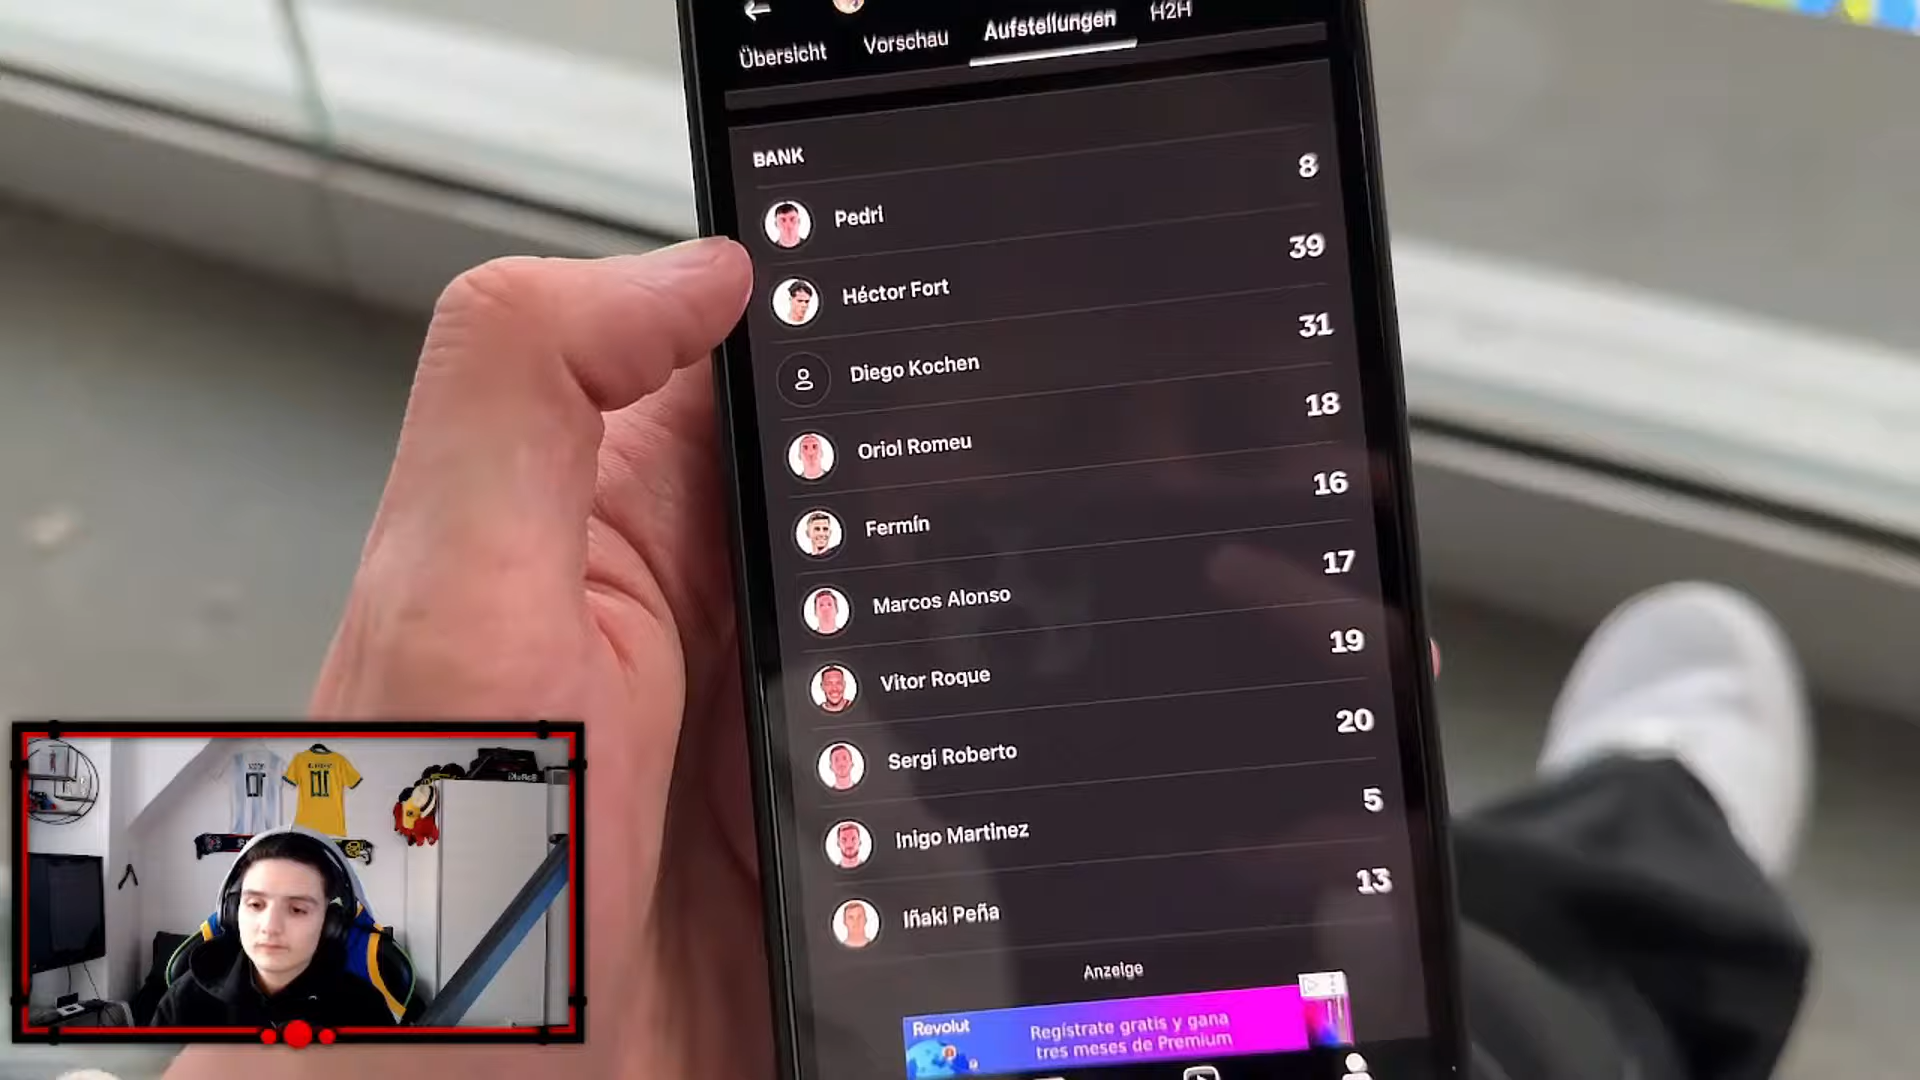 Übersicht
Vorschau
Aufstellungen
H2H
BANK
Pedri
8
Héctor Fort
39
Diego Kochen
31
Oriol Romeu
18
Fermín
16
Marcos Alonso
17
Vitor Roque
19
Sergi Roberto
20
Inigo Martinez
5
Iñaki Peña
13
Anzeige
Revolut
Regístrate gratis y gana
tres meses de Premium
10
10